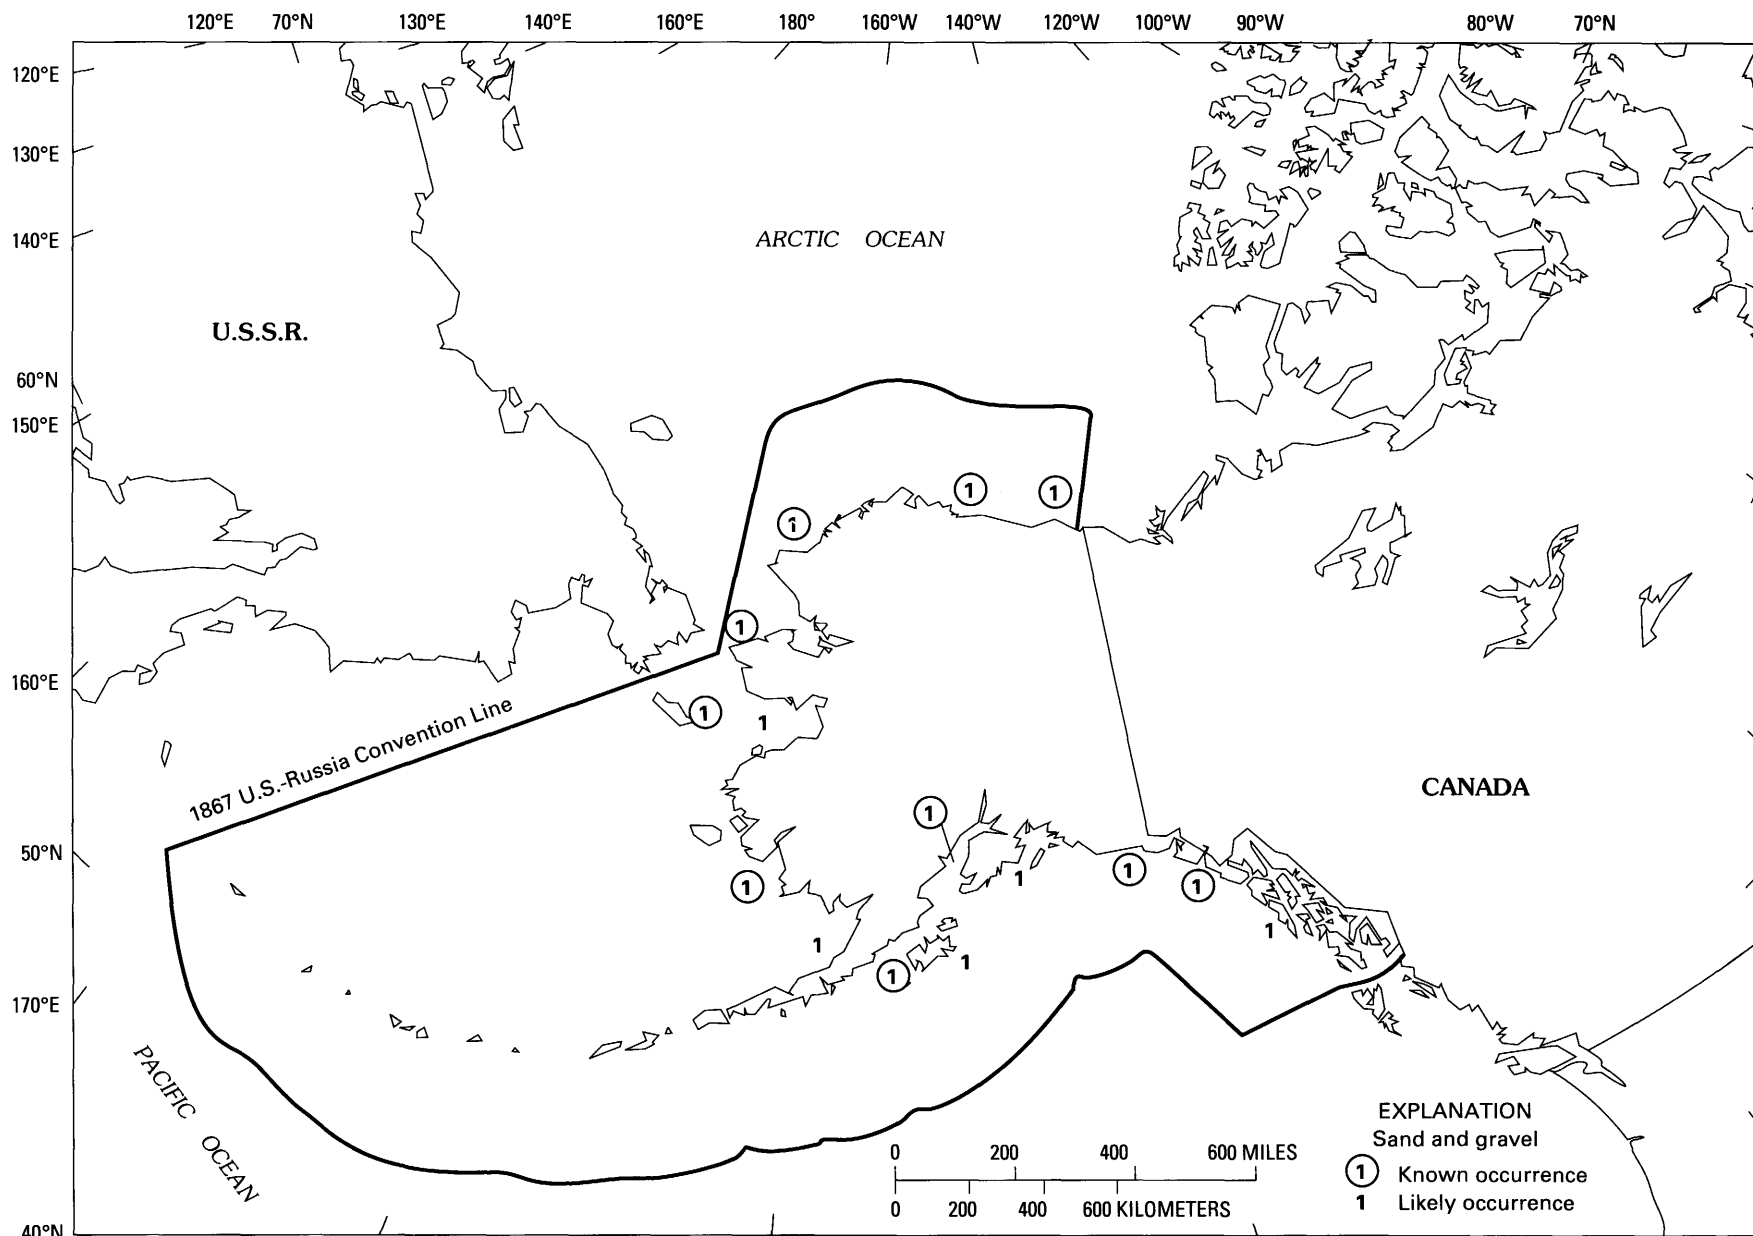 120°E 70°N 130°E 140°E 160°E 180° 160°W 140°W 120°W 100°W 90°W 80°W 70°N
120°E
130°E
140°E
ARCTIC OCEAN
U.S.S.R.
60°N
150°E
1
1
1
1
160°E
1867 U.S.-Russia Convention Line
1
1
CANADA
1
50°N
1
1
1
1
1
1
1
1
170°E
PACIFIC OCEAN
EXPLANATION
Sand and gravel
1 Known occurrence
1 Likely occurrence
0 200 400 600 MILES
0 200 400 600 KILOMETERS
40°N